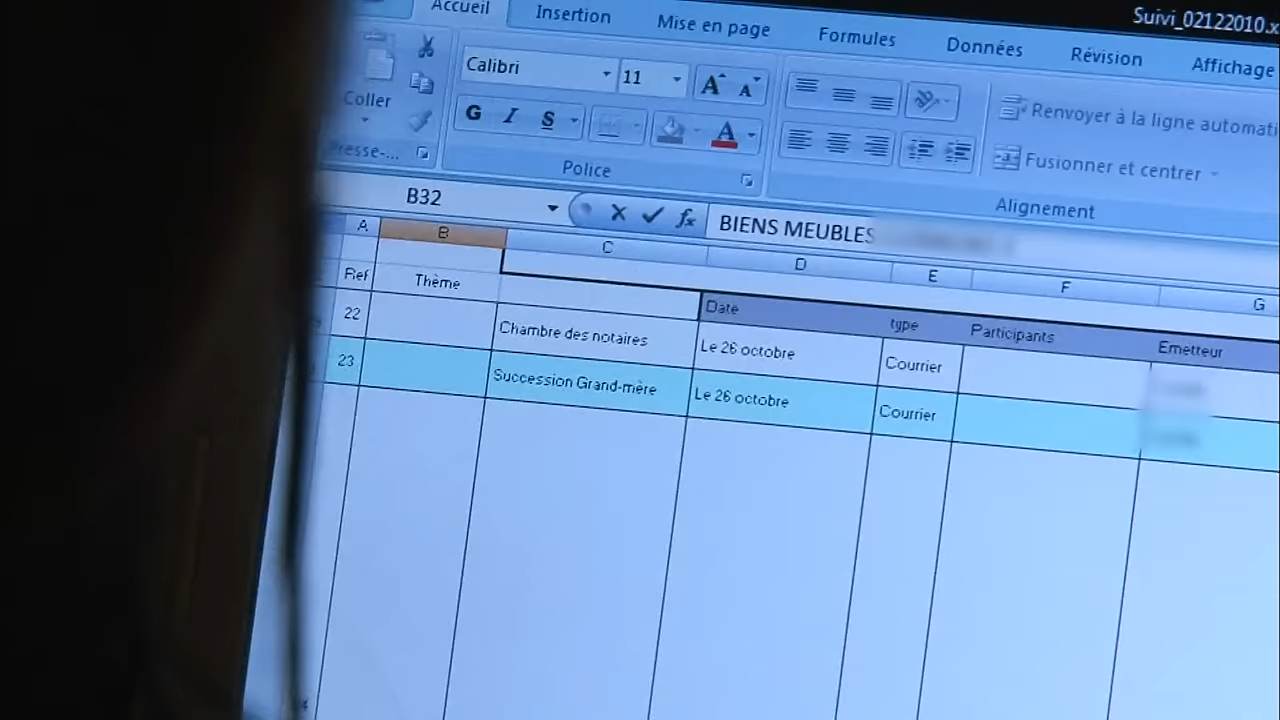 Suivi_02122010.x
Accueil Insertion Mise en page Formules Données Révision Affichage
Calibri 11 A A Renvoyer à la ligne automati
Coller G I S A Fusionner et centrer
Presse-... Police Alignement
B32 fx BIENS MEUBLES
A B C D E F G
Ref Thème Date type Participants Emetteur
22 Chambre des notaires Le 26 octobre Courrier
23 Succession Grand-mère Le 26 octobre Courrier